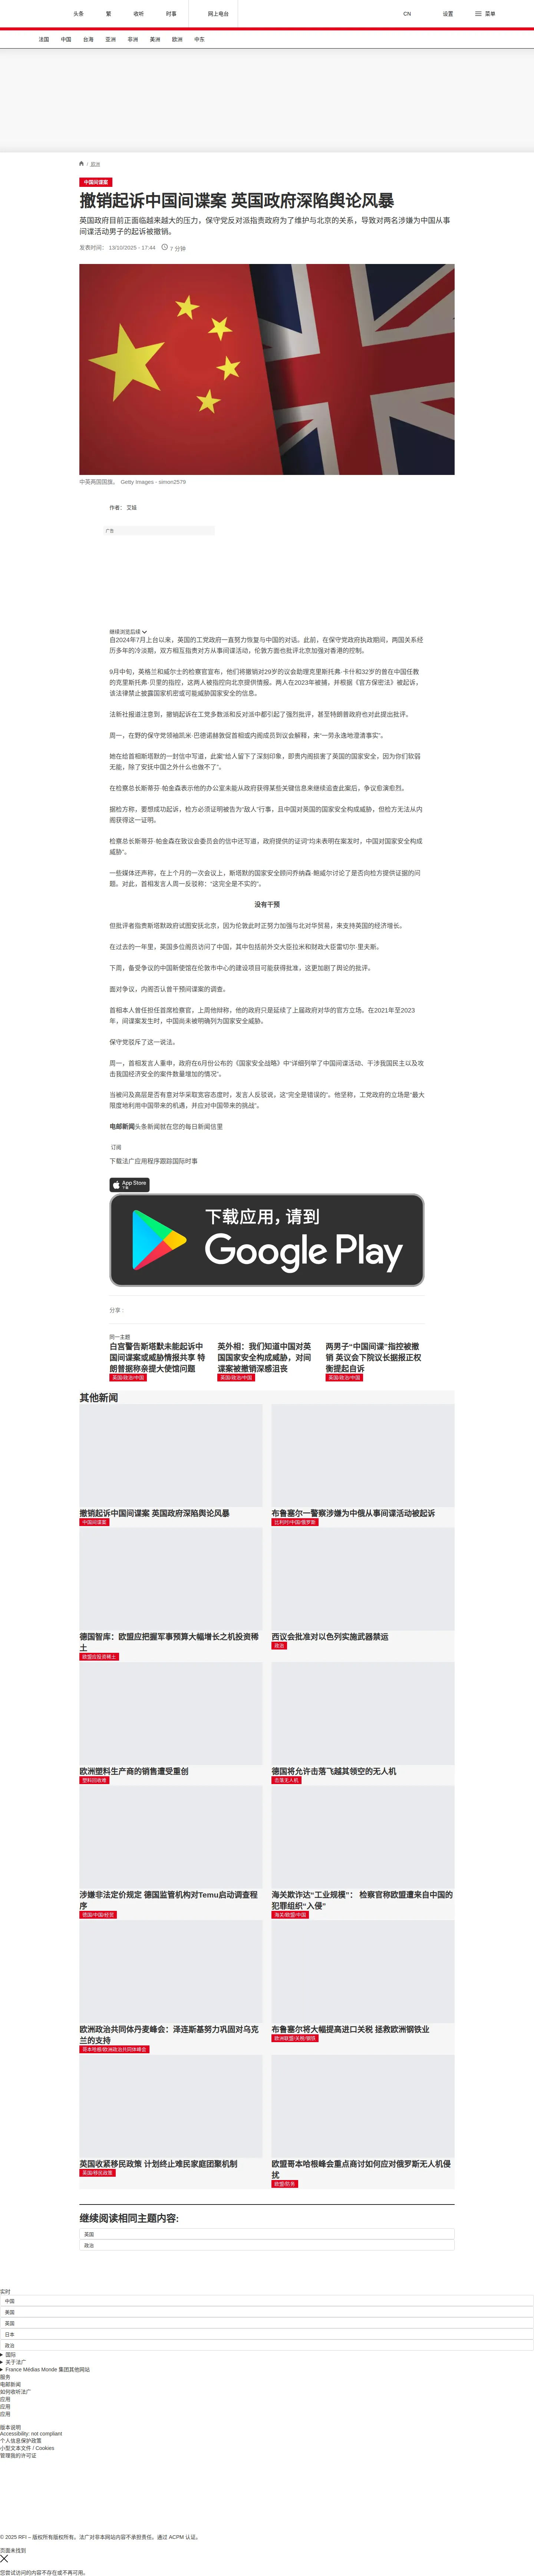 头条
繁
收听
时事
网上电台
CN
设置
菜单
法国
中国
台海
亚洲
非洲
美洲
欧洲
中东
/ 欧洲
中国间谍案
撤销起诉中国间谍案 英国政府深陷舆论风暴
英国政府目前正面临越来越大的压力，保守党反对派指责政府为了维护与北京的关系，导致对两名涉嫌为中国从事
间谍活动男子的起诉被撤销。
发表时间： 13/10/2025 - 17:44 7 分钟
中英两国国旗。 Getty Images - simon2579
作者： 艾姊
广告
继续浏览后续
自2024年7月上台以来，英国的工党政府一直努力恢复与中国的对话。此前，在保守党政府执政期间，两国关系经
历多年的冷淡期，双方相互指责对方从事间谍活动，伦敦方面也批评北京加强对香港的控制。
9月中旬，英格兰和威尔士的检察官宣布，他们将撤销对29岁的议会助理克里斯托弗·卡什和32岁的曾在中国任教
的克里斯托弗·贝里的指控，这两人被指控向北京提供情报。两人在2023年被捕，并根据《官方保密法》被起诉，
该法律禁止披露国家机密或可能威胁国家安全的信息。
法新社报道注意到，撤销起诉在工党多数派和反对派中都引起了强烈批评，甚至特朗普政府也对此提出批评。
周一，在野的保守党领袖凯米·巴德诺赫敦促首相或内阁成员到议会解释，来“一劳永逸地澄清事实”。
她在给首相斯塔默的一封信中写道，此案“给人留下了深刻印象，即贵内阁损害了英国的国家安全，因为你们软弱
无能，除了安抚中国之外什么也做不了”。
在检察总长斯蒂芬·帕金森表示他的办公室未能从政府获得某些关键信息来继续追查此案后，争议愈演愈烈。
据检方称，要想成功起诉，检方必须证明被告为“敌人”行事，且中国对英国的国家安全构成威胁，但检方无法从内
阁获得这一证明。
检察总长斯蒂芬·帕金森在致议会委员会的信中还写道，政府提供的证词“均未表明在案发时，中国对国家安全构成
威胁”。
一些媒体还声称，在上个月的一次会议上，斯塔默的国家安全顾问乔纳森·鲍威尔讨论了是否向检方提供证据的问
题。对此，首相发言人周一反驳称：“这完全是不实的”。
没有干预
但批评者指责斯塔默政府试图安抚北京，因为伦敦此时正努力加强与北对华贸易，来支持英国的经济增长。
在过去的一年里，英国多位阁员访问了中国，其中包括前外交大臣拉米和财政大臣雷切尔·里夫斯。
下周，备受争议的中国新使馆在伦敦市中心的建设项目可能获得批准，这更加剧了舆论的批评。
面对争议，内阁否认曾干预间谍案的调查。
首相本人曾任担任首席检察官，上周他辩称，他的政府只是延续了上届政府对华的官方立场。在2021年至2023
年，间谍案发生时，中国尚未被明确列为国家安全威胁。
保守党驳斥了这一说法。
周一，首相发言人重申，政府在6月份公布的《国家安全战略》中“详细列举了中国间谍活动、干涉我国民主以及攻
击我国经济安全的案件数量增加的情况”。
当被问及高层是否有意对华采取宽容态度时，发言人反驳说，这“完全是错误的”。他坚称，工党政府的立场是“最大
限度地利用中国带来的机遇，并应对中国带来的挑战”。
电邮新闻头条新闻就在您的每日新闻信里
订阅
下载法广应用程序跟踪国际时事
App Store
下载应用，请到
Google Play
分享 :
同一主题
白宫警告斯塔默未能起诉中
国间谍案或威胁情报共享 特
朗普据称亲提大使馆问题
英国/政治/中国
英外相：我们知道中国对英
国国家安全构成威胁，对间
谍案被撤销深感沮丧
英国/政治/中国
两男子“中国间谍”指控被撤
销 英议会下院议长据报正权
衡提起自诉
英国/政治/中国
其他新闻
撤销起诉中国间谍案 英国政府深陷舆论风暴
中国间谍案
布鲁塞尔一警察涉嫌为中俄从事间谍活动被起诉
比利时/中国/俄罗斯
德国智库：欧盟应把握军事预算大幅增长之机投资稀
土
欧盟应投资稀土
西议会批准对以色列实施武器禁运
政治
欧洲塑料生产商的销售遭受重创
塑料回收难
德国将允许击落飞越其领空的无人机
击落无人机
涉嫌非法定价规定 德国监管机构对Temu启动调查程
序
德国/中国/经贸
海关欺诈达“工业规模”： 检察官称欧盟遭来自中国的
犯罪组织“入侵”
海关/欧盟/中国
欧洲政治共同体丹麦峰会：泽连斯基努力巩固对乌克
兰的支持
哥本哈根/欧洲政治共同体峰会
布鲁塞尔将大幅提高进口关税 拯救欧洲钢铁业
欧洲联盟/关税/钢铁
英国收紧移民政策 计划终止难民家庭团聚机制
英国/移民政策
欧盟哥本哈根峰会重点商讨如何应对俄罗斯无人机侵
扰
欧盟/防务
继续阅读相同主题内容:
英国
政治
实时
中国
美国
英国
日本
政治
国际
关于法广
France Médias Monde 集团其他网站
服务
电邮新闻
如何收听法广
应用
应用
应用
版本说明
Accessibility: not compliant
个人信息保护政策
小型文本文件 / Cookies
管理我的许可证
© 2025 RFI – 版权所有版权所有。法广对非本网站内容不承担责任。通过 ACPM 认证。
页面未找到
您尝试访问的内容不存在或不再可用。